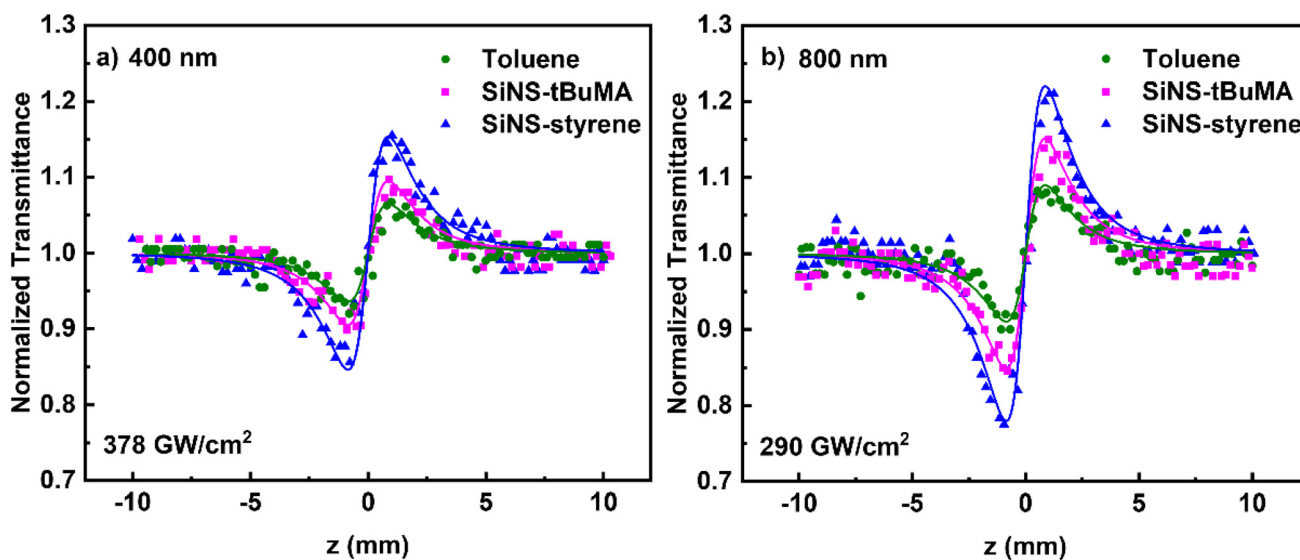 a) 400 nm
Toluene
SiNS-tBuMA
SiNS-styrene
Normalized Transmittance
1.3
1.2
1.1
1.0
0.9
0.8
0.7
378 GW/cm²
-10
-5
0
5
10
z (mm)
b) 800 nm
Toluene
SiNS-tBuMA
SiNS-styrene
Normalized Transmittance
1.3
1.2
1.1
1.0
0.9
0.8
0.7
290 GW/cm²
-10
-5
0
5
10
z (mm)